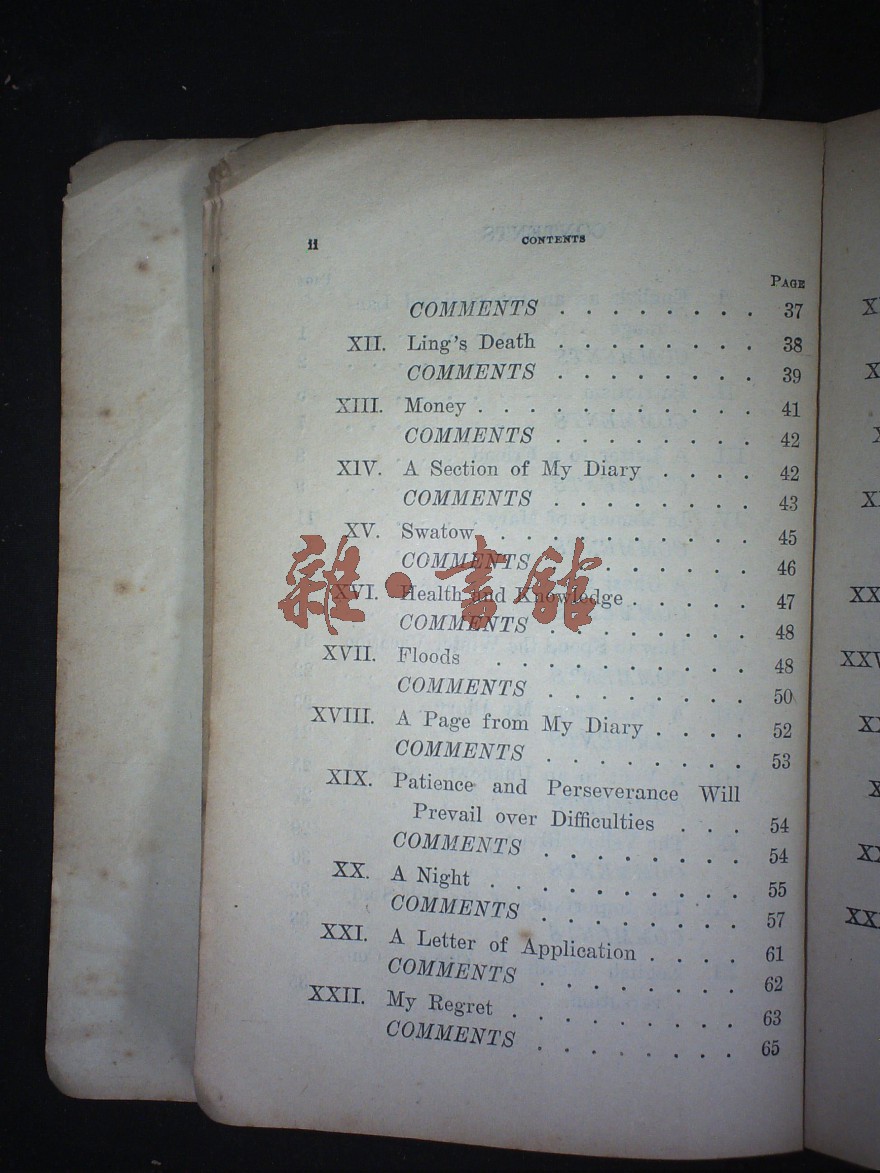 ii CONTENTS
PAGE
COMMENTS . . . . . . . . 37
XII. Ling's Death . . . . . . . . 38
COMMENTS . . . . . . . . 39
XIII. Money . . . . . . . . . . . 41
COMMENTS . . . . . . . . 42
XIV. A Section of My Diary . . . . 42
COMMENTS . . . . . . . . 43
XV. Swatow . . . . . . . . . . . 45
COMMENTS . . . . . . . . 46
雜·書館
XVI. Health and Knowledge . . . . . 47
COMMENTS . . . . . . . . 48
XVII. Floods . . . . . . . . . . 48
COMMENTS . . . . . . . . 50
XVIII. A Page from My Diary . . . . 52
COMMENTS . . . . . . . . 53
XIX. Patience and Perseverance Will
Prevail over Difficulties . . . 54
COMMENTS . . . . . . . . 54
XX. A Night . . . . . . . . . . 55
COMMENTS . . . . . . . . 57
XXI. A Letter of Application . . . . 61
COMMENTS . . . . . . . . 62
XXII. My Regret . . . . . . . . . 63
COMMENTS . . . . . . . . 65